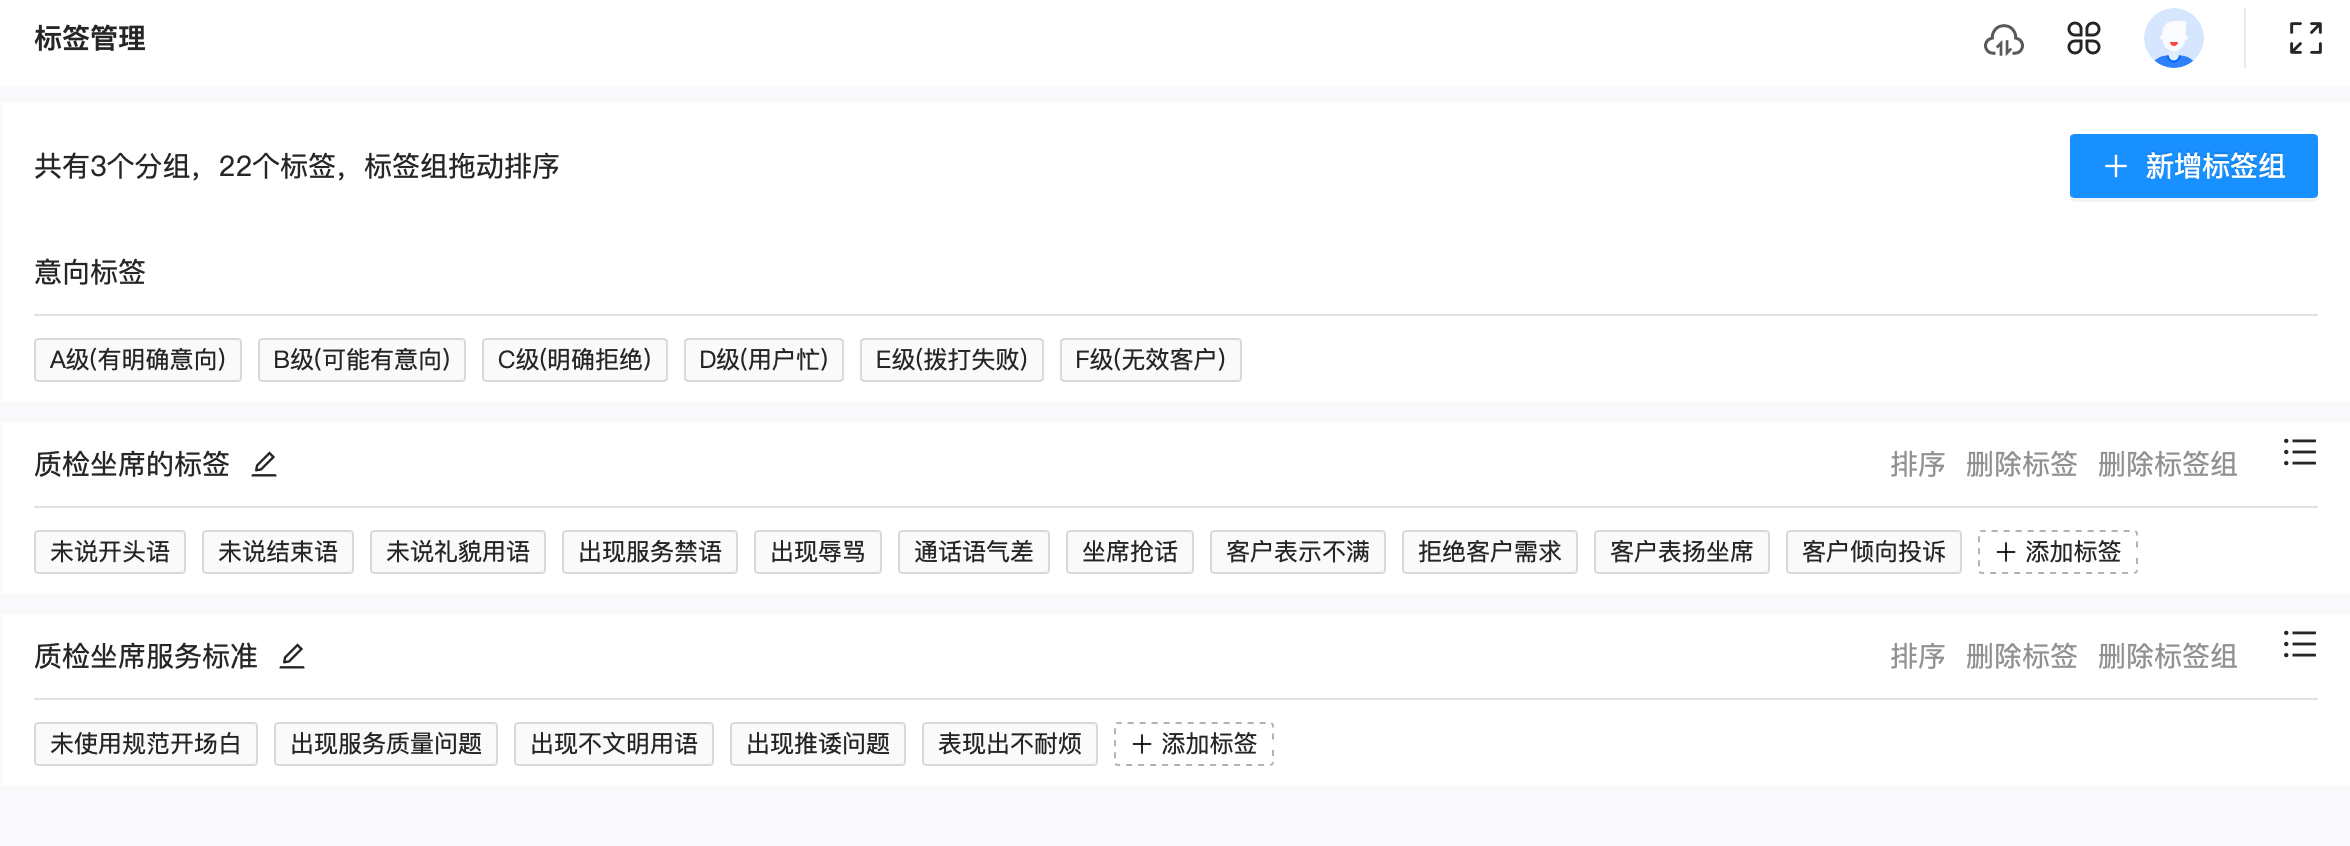 标签管理
共有3个分组，22个标签，标签组拖动排序
新增标签组
意向标签
A级(有明确意向) B级(可能有意向) C级(明确拒绝) D级(用户忙) E级(拨打失败) F级(无效客户)
质检坐席的标签 排序 删除标签 删除标签组
未说开头语 未说结束语 未说礼貌用语 出现服务禁语 出现辱骂 通话语气差 坐席抢话 客户表示不满 拒绝客户需求 客户表扬坐席 客户倾向投诉 + 添加标签
质检坐席服务标准 排序 删除标签 删除标签组
未使用规范开场白 出现服务质量问题 出现不文明用语 出现推诿问题 表现出不耐烦 + 添加标签